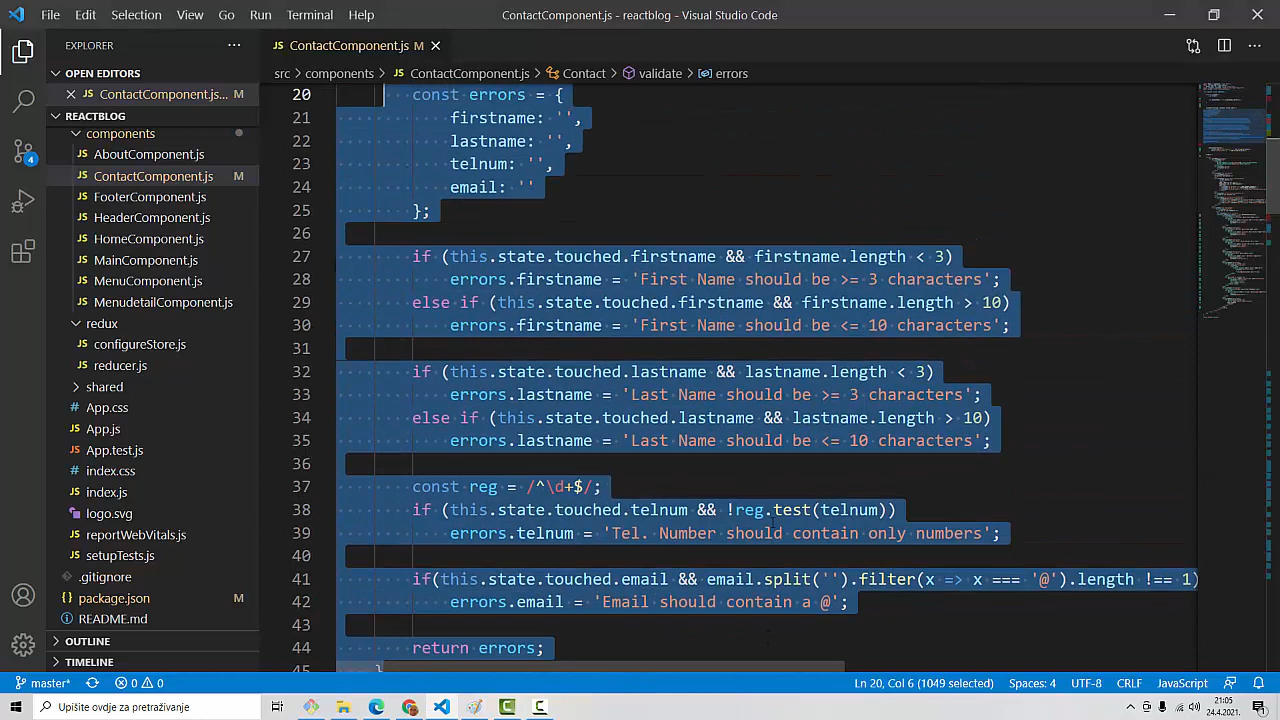 File Edit Selection View Go Run Terminal Help ContactComponent.js - reactblog - Visual Studio Code
EXPLORER
ContactComponent.js M
OPEN EDITORS
ContactComponent.js... M
src > components > ContactComponent.js > Contact > validate > errors
REACTBLOG
components
AboutComponent.js
ContactComponent.js M
FooterComponent.js
HeaderComponent.js
HomeComponent.js
MainComponent.js
MenuComponent.js
MenudetailComponent.js
redux
configureStore.js
reducer.js
shared
App.css
App.js
App.test.js
index.css
index.js
logo.svg
reportWebVitals.js
setupTests.js
.gitignore
package.json M
README.md
OUTLINE
TIMELINE
4
20 const errors = {
21 firstname: '',
22 lastname: '',
23 telnum: '',
24 email: ''
25 };
26
27 if (this.state.touched.firstname && firstname.length < 3)
28 errors.firstname = 'First Name should be >= 3 characters';
29 else if (this.state.touched.firstname && firstname.length > 10)
30 errors.firstname = 'First Name should be <= 10 characters';
31
32 if (this.state.touched.lastname && lastname.length < 3)
33 errors.lastname = 'Last Name should be >= 3 characters';
34 else if (this.state.touched.lastname && lastname.length > 10)
35 errors.lastname = 'Last Name should be <= 10 characters';
36
37 const reg = /^\d+$/;
38 if (this.state.touched.telnum && !reg.test(telnum))
39 errors.telnum = 'Tel. Number should contain only numbers';
40
41 if(this.state.touched.email && email.split('').filter(x => x === '@').length !== 1)
42 errors.email = 'Email should contain a @';
43
44 return errors;
45 }
master* 0 0 Ln 20, Col 6 (1049 selected) Spaces: 4 UTF-8 CRLF JavaScript
Upišite ovdje za pretraživanje
21:05
24.4.2021.